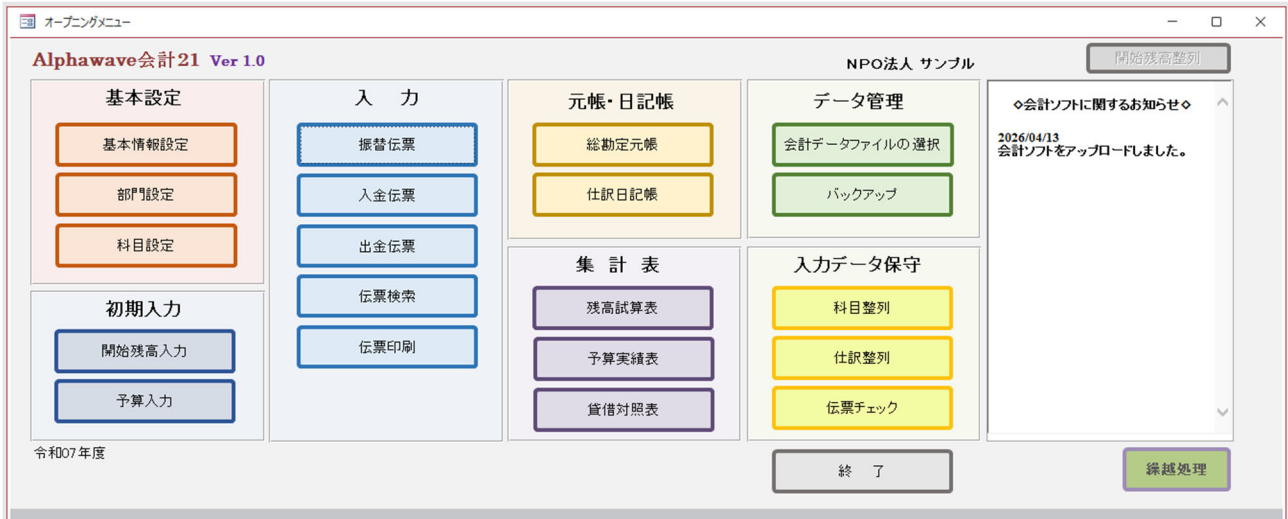 オープニングメニュー
Alphawave会計21 Ver 1.0
NPO法人 サンプル
開始残高整列
基本設定
基本情報設定
部門設定
科目設定
初期入力
開始残高入力
予算入力
入 力
振替伝票
入金伝票
出金伝票
伝票検索
伝票印刷
元帳・日記帳
総勘定元帳
仕訳日記帳
集 計 表
残高試算表
予算実績表
貸借対照表
データ管理
会計データファイルの選択
バックアップ
入力データ保守
科目整列
仕訳整列
伝票チェック
◇会計ソフトに関するお知らせ◇
2026/04/13
会計ソフトをアップロードしました。
令和07年度
終 了
繰越処理